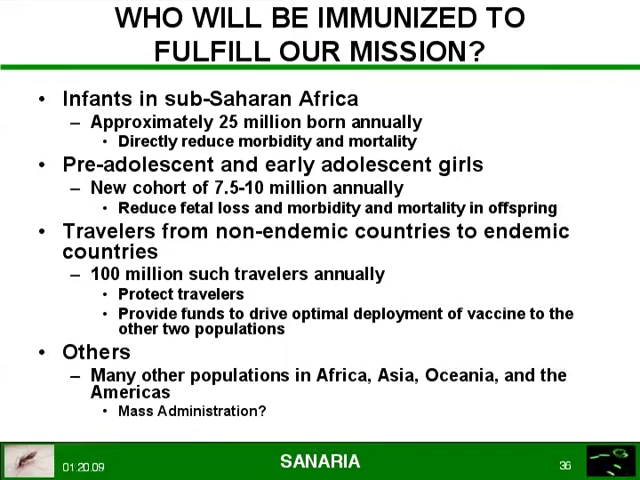 WHO WILL BE IMMUNIZED TO
FULFILL OUR MISSION?
• Infants in sub-Saharan Africa
– Approximately 25 million born annually
• Directly reduce morbidity and mortality
• Pre-adolescent and early adolescent girls
– New cohort of 7.5-10 million annually
• Reduce fetal loss and morbidity and mortality in offspring
• Travelers from non-endemic countries to endemic
countries
– 100 million such travelers annually
• Protect travelers
• Provide funds to drive optimal deployment of vaccine to the
other two populations
• Others
– Many other populations in Africa, Asia, Oceania, and the
Americas
• Mass Administration?
01.20.09
SANARIA
36